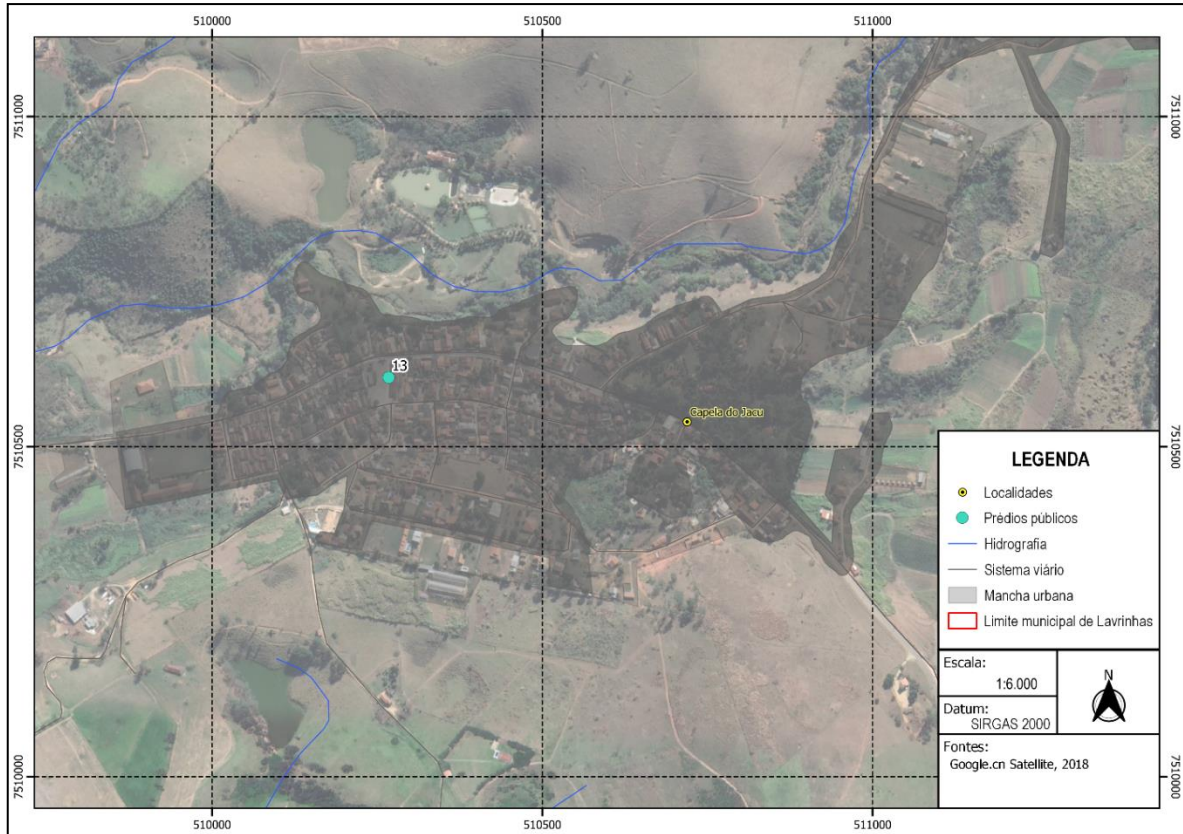 510000
510500
511000
7511000
7511000
13
Capela do Jacu
7510500
7510500
LEGENDA
Localidades
Prédios públicos
Hidrografia
Sistema viário
Mancha urbana
Limite municipal de Lavrinhas
Escala:
1:6.000
N
Datum:
SIRGAS 2000
Fontes:
Google.cn Satellite, 2018
7510000
7510000
510000
510500
511000